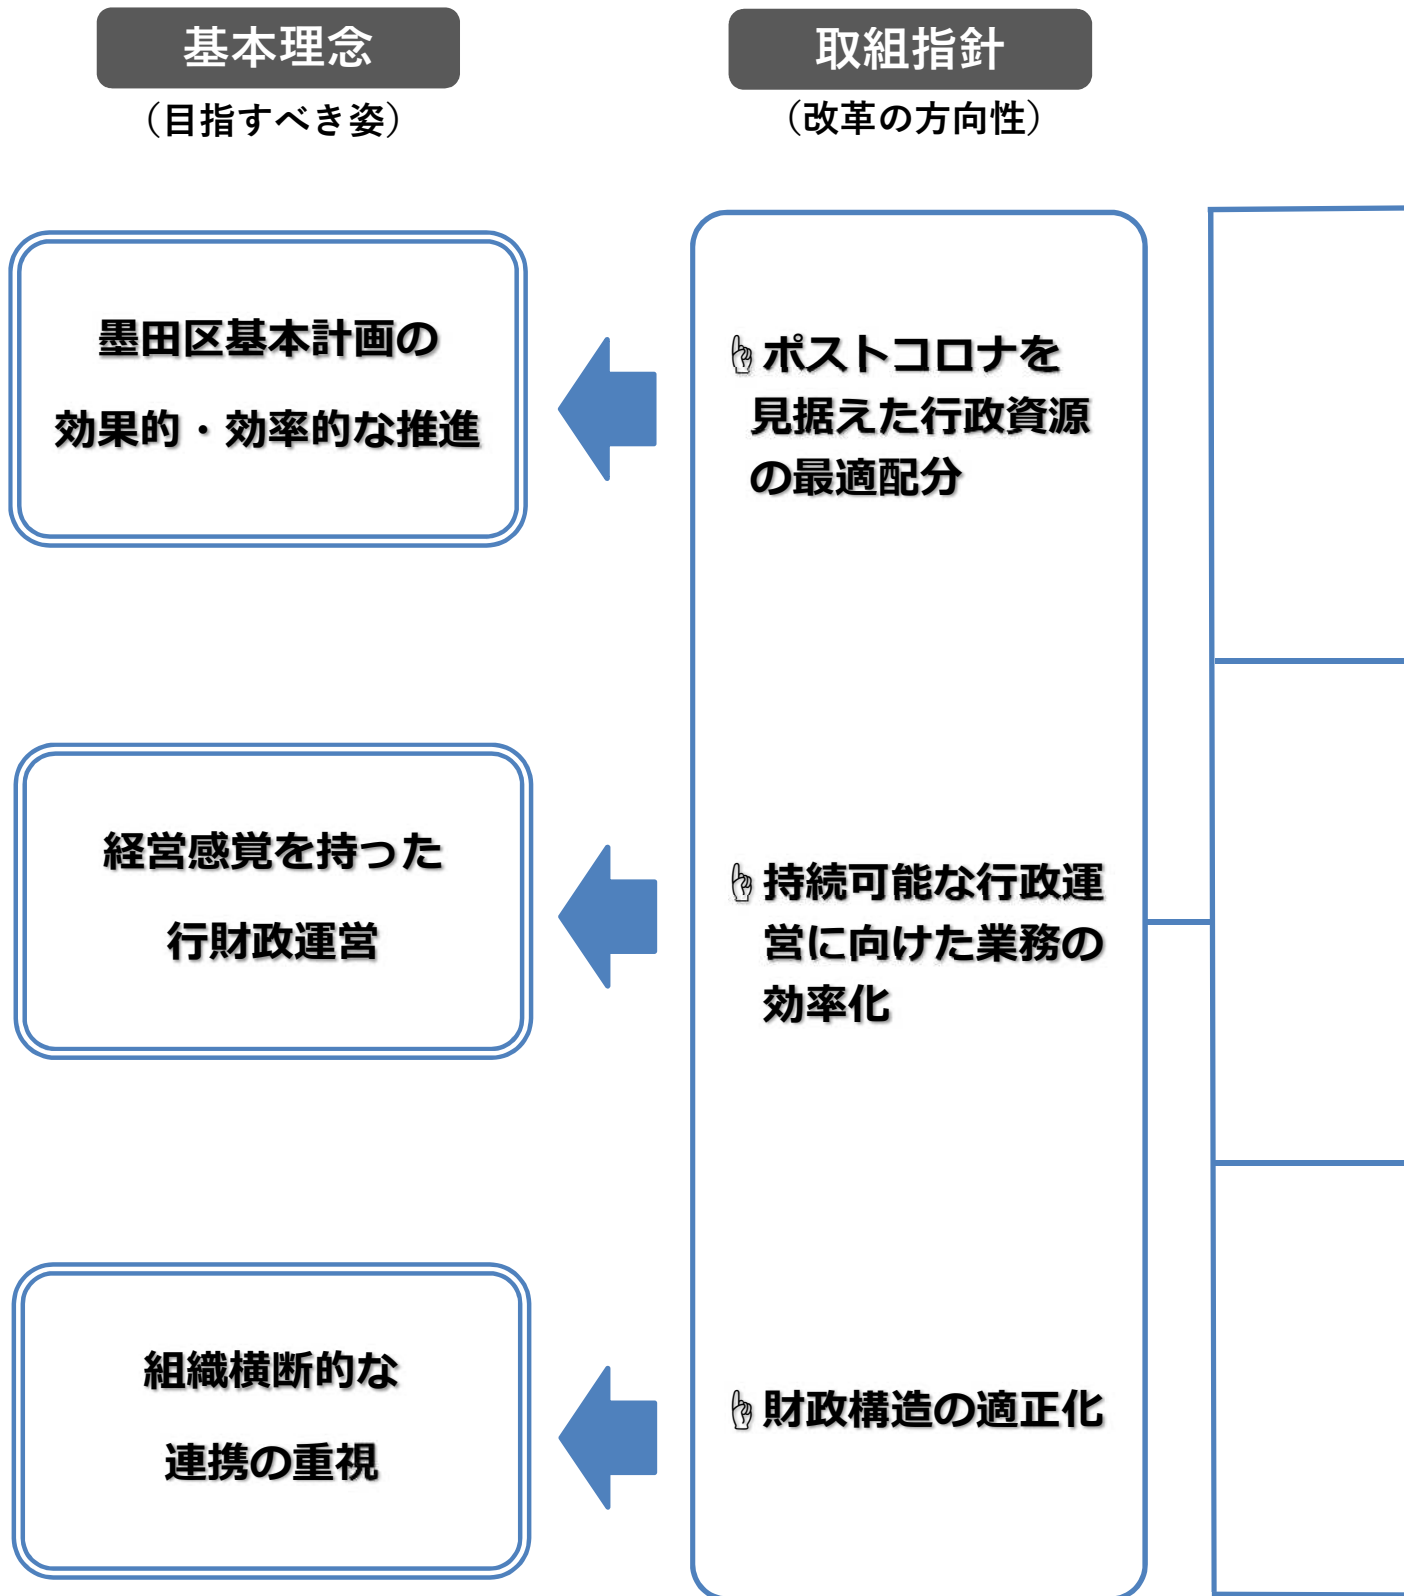 基本理念
（目指すべき姿）
墨田区基本計画の
効果的・効率的な推進
経営感覚を持った
行財政運営
組織横断的な
連携の重視
取組指針
（改革の方向性）
☝ポストコロナを
見据えた行政資源
の最適配分
☝持続可能な行政運
営に向けた業務の
効率化
☝財政構造の適正化